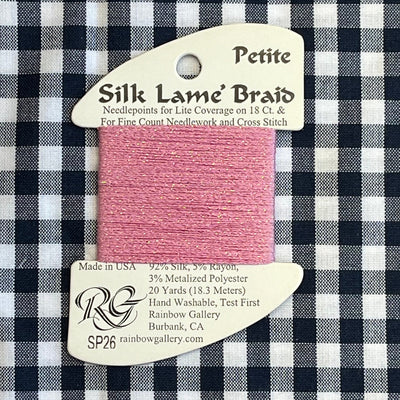 Petite
Silk Lame' Braid
Needlepoints for Lite Coverage on 18 Ct. &
For Fine Count Needlework and Cross Stitch
Made in USA 92% Silk, 5% Rayon,
3% Metalized Polyester
20 Yards (18.3 Meters)
RG Hand Washable, Test First
Rainbow Gallery
Burbank, CA
SP26 rainbowgallery.com